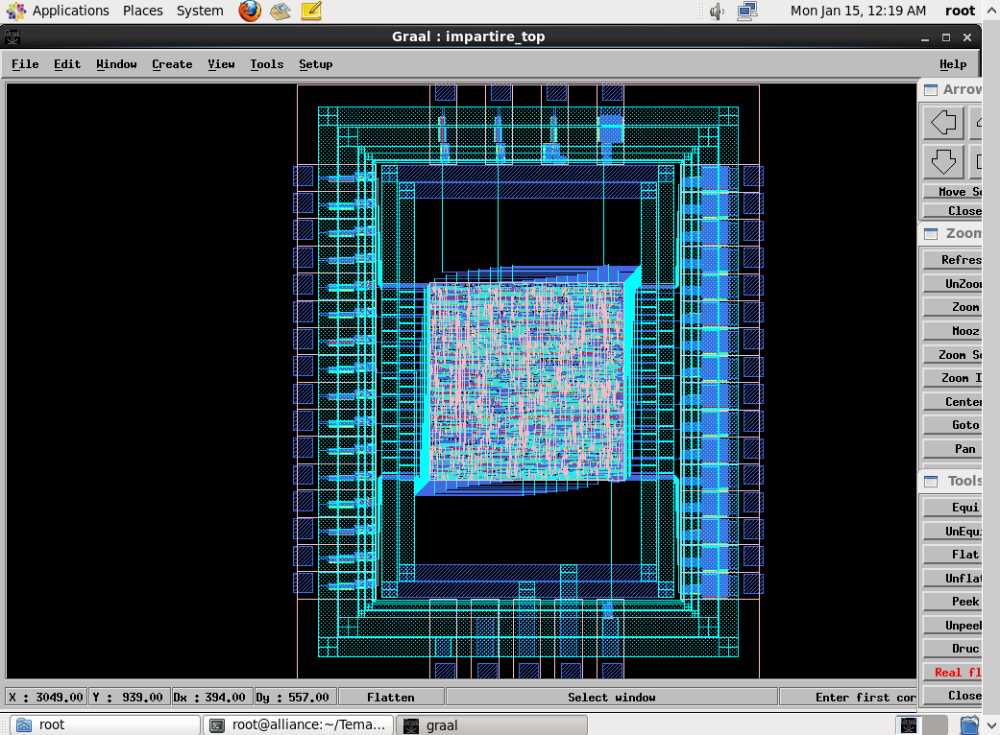 Applications Places System Mon Jan 15, 12:19 AM root
Graal : impartire_top
File Edit Window Create View Tools Setup Help
Arrow
Move Se
Close
Zoom
Refres
UnZoo
Zoom
Mooz
Zoom Se
Zoom I
Center
Goto
Pan
Tools
Equi
UnEqui
Flat
Unflat
Peek
Unpeek
Druc
Real fl
Close
X : 3049.00 Y : 939.00 Dx : 394.00 Dy : 557.00 Flatten Select window Enter first cor
root root@alliance:~/Tema... graal